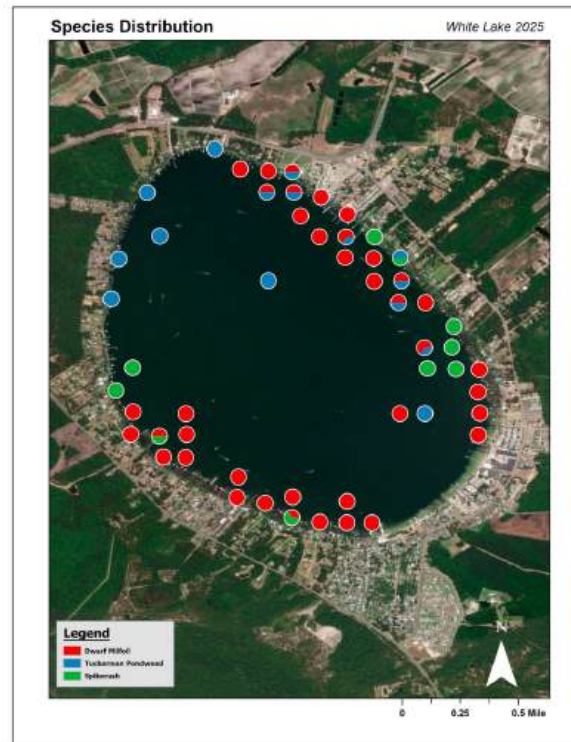 Species Distribution
White Lake 2025
Legend
Dwarf Milfoil
Tuckerman Pondweed
Spikerush
N
0 0.25 0.5 Mile